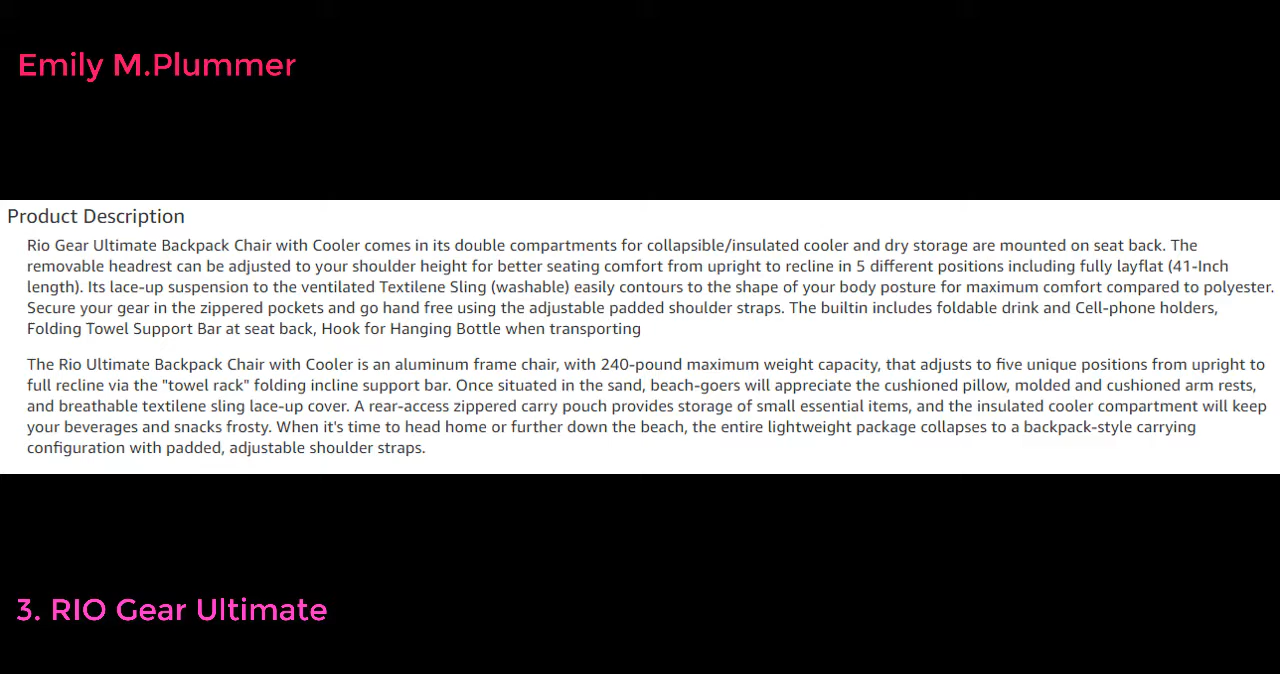 Emily M.Plummer
Product Description
Rio Gear Ultimate Backpack Chair with Cooler comes in its double compartments for collapsible/insulated cooler and dry storage are mounted on seat back. The
removable headrest can be adjusted to your shoulder height for better seating comfort from upright to recline in 5 different positions including fully layflat (41-Inch
length). Its lace-up suspension to the ventilated Textilene Sling (washable) easily contours to the shape of your body posture for maximum comfort compared to polyester.
Secure your gear in the zippered pockets and go hand free using the adjustable padded shoulder straps. The builtin includes foldable drink and Cell-phone holders,
Folding Towel Support Bar at seat back, Hook for Hanging Bottle when transporting
The Rio Ultimate Backpack Chair with Cooler is an aluminum frame chair, with 240-pound maximum weight capacity, that adjusts to five unique positions from upright to
full recline via the "towel rack" folding incline support bar. Once situated in the sand, beach-goers will appreciate the cushioned pillow, molded and cushioned arm rests,
and breathable textilene sling lace-up cover. A rear-access zippered carry pouch provides storage of small essential items, and the insulated cooler compartment will keep
your beverages and snacks frosty. When it's time to head home or further down the beach, the entire lightweight package collapses to a backpack-style carrying
configuration with padded, adjustable shoulder straps.
3. RIO Gear Ultimate